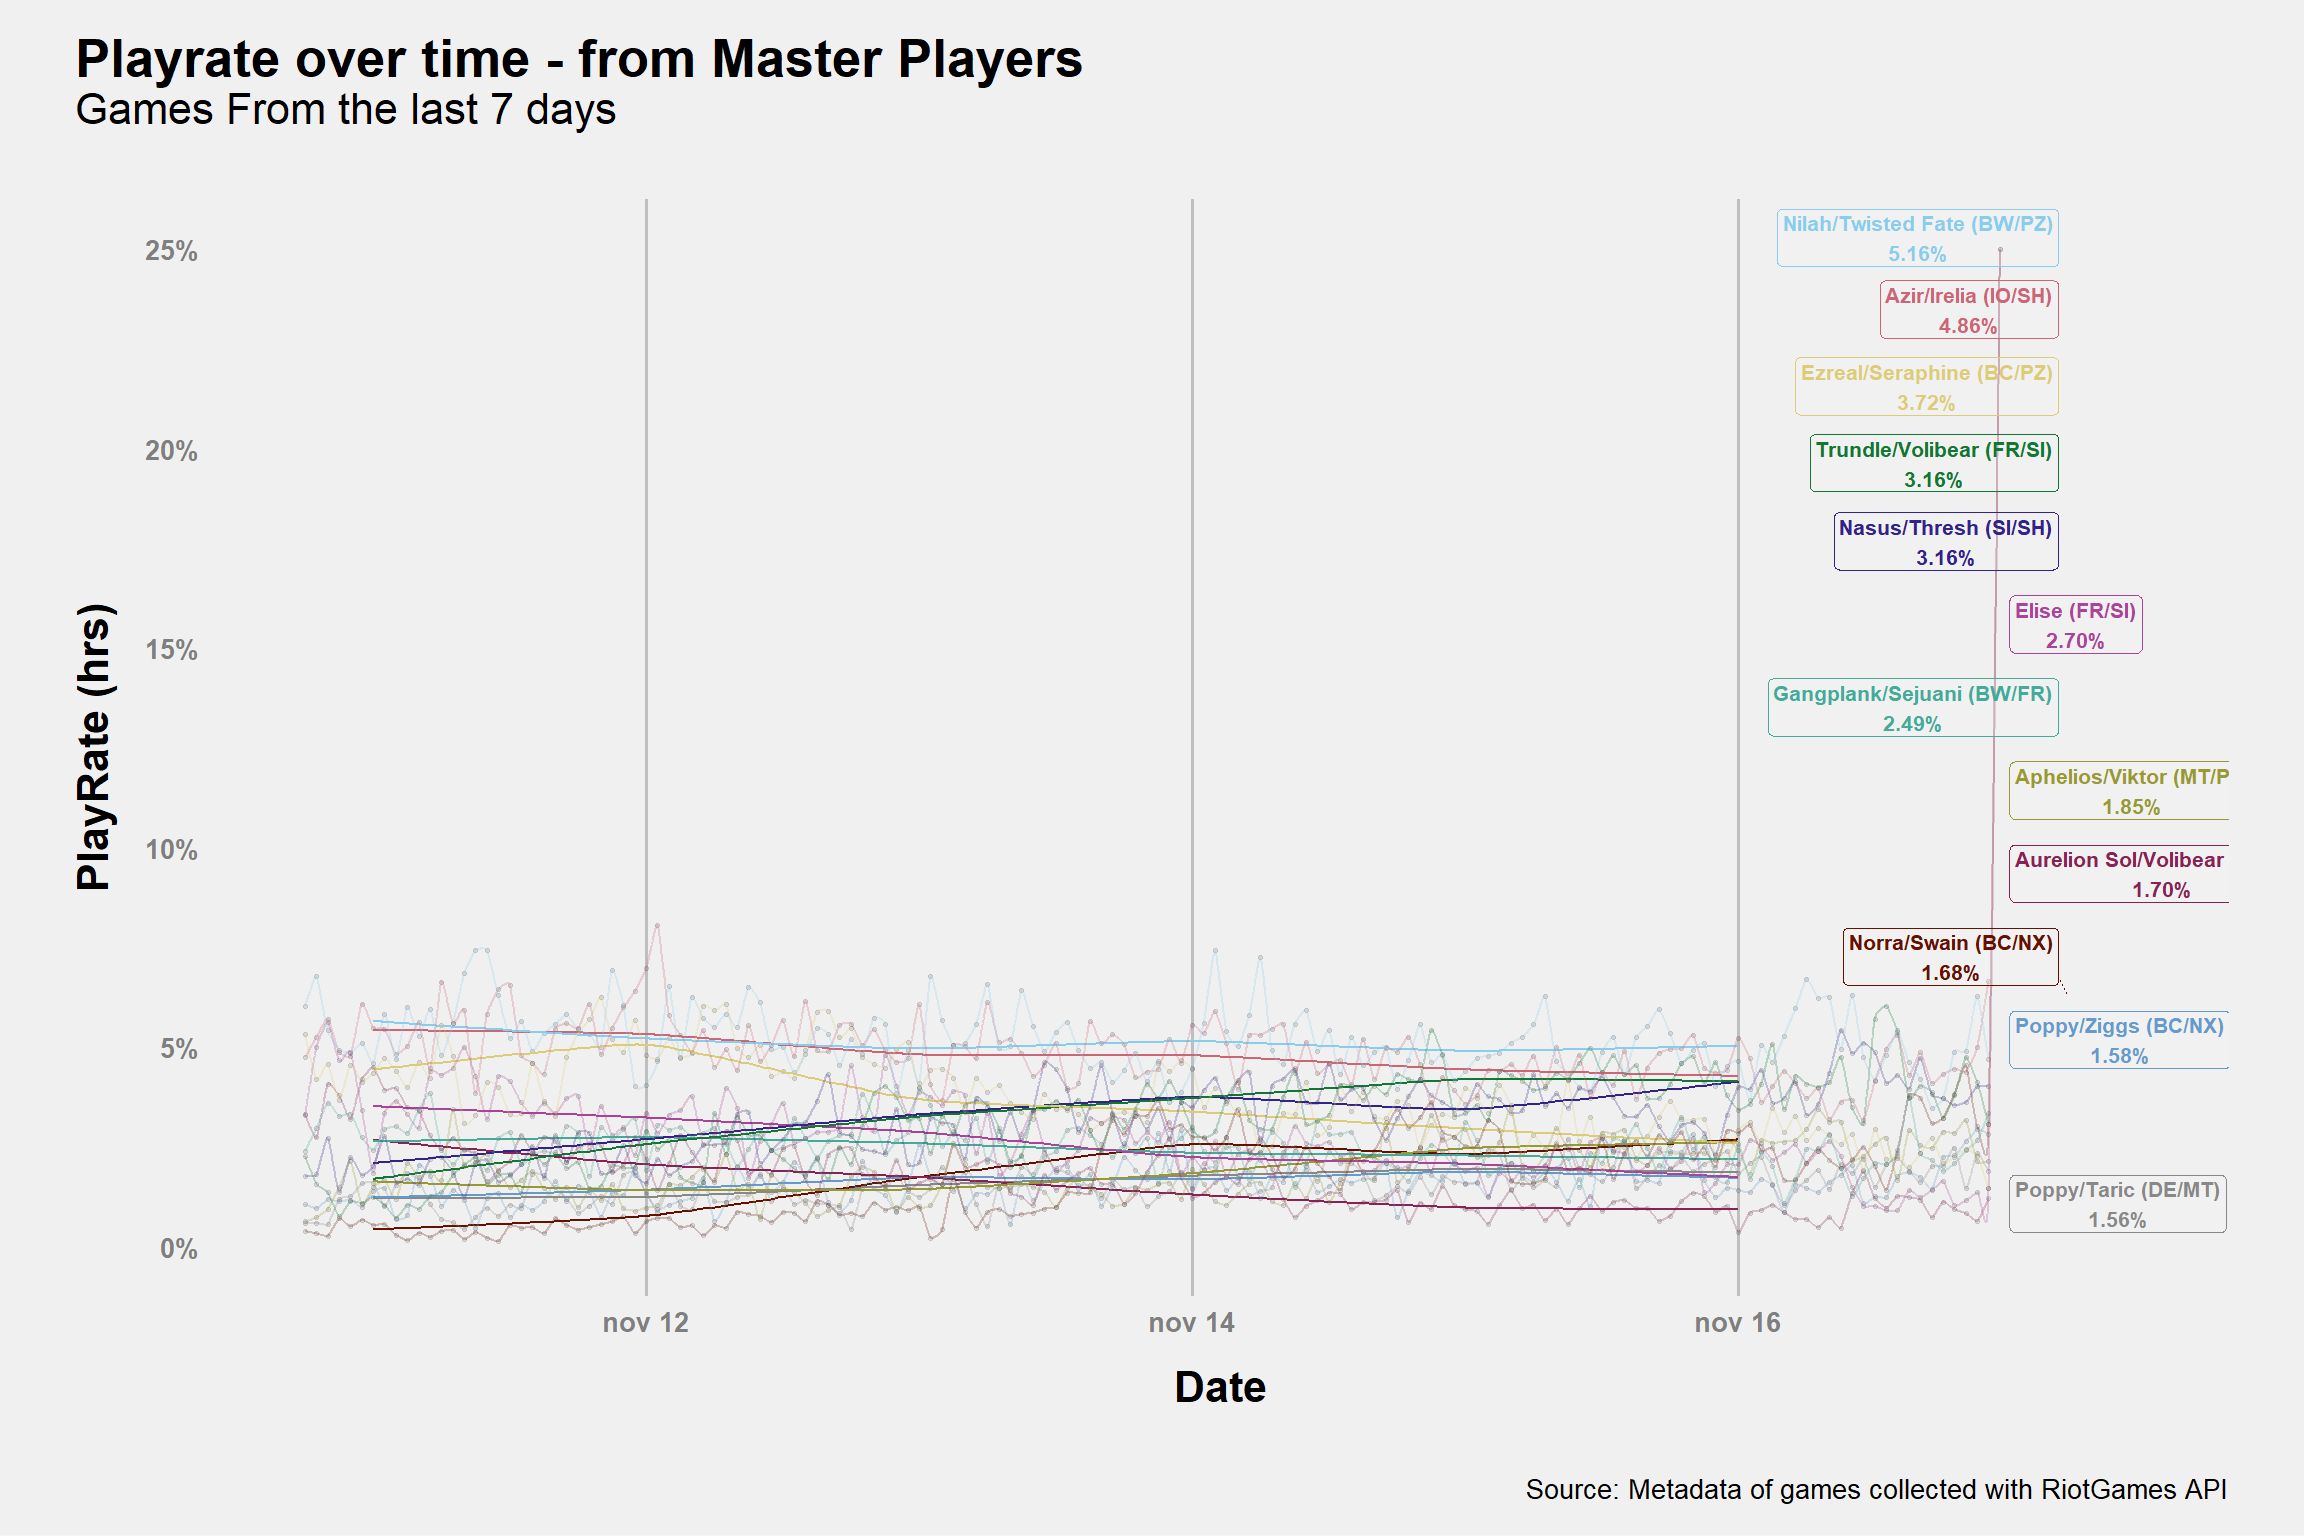 Playrate over time - from Master Players
Games From the last 7 days
PlayRate (hrs)
25%
20%
15%
10%
5%
0%
Nilah/Twisted Fate (BW/PZ)
5.16%
Azir/Irelia (IO/SH)
4.86%
Ezreal/Seraphine (BC/PZ)
3.72%
Trundle/Volibear (FR/SI)
3.16%
Nasus/Thresh (SI/SH)
3.16%
Elise (FR/SI)
2.70%
Gangplank/Sejuani (BW/FR)
2.49%
Aphelios/Viktor (MT/P
1.85%
Aurelion Sol/Volibear
1.70%
Norra/Swain (BC/NX)
1.68%
Poppy/Ziggs (BC/NX)
1.58%
Poppy/Taric (DE/MT)
1.56%
nov 12
nov 14
nov 16
Date
Source: Metadata of games collected with RiotGames API